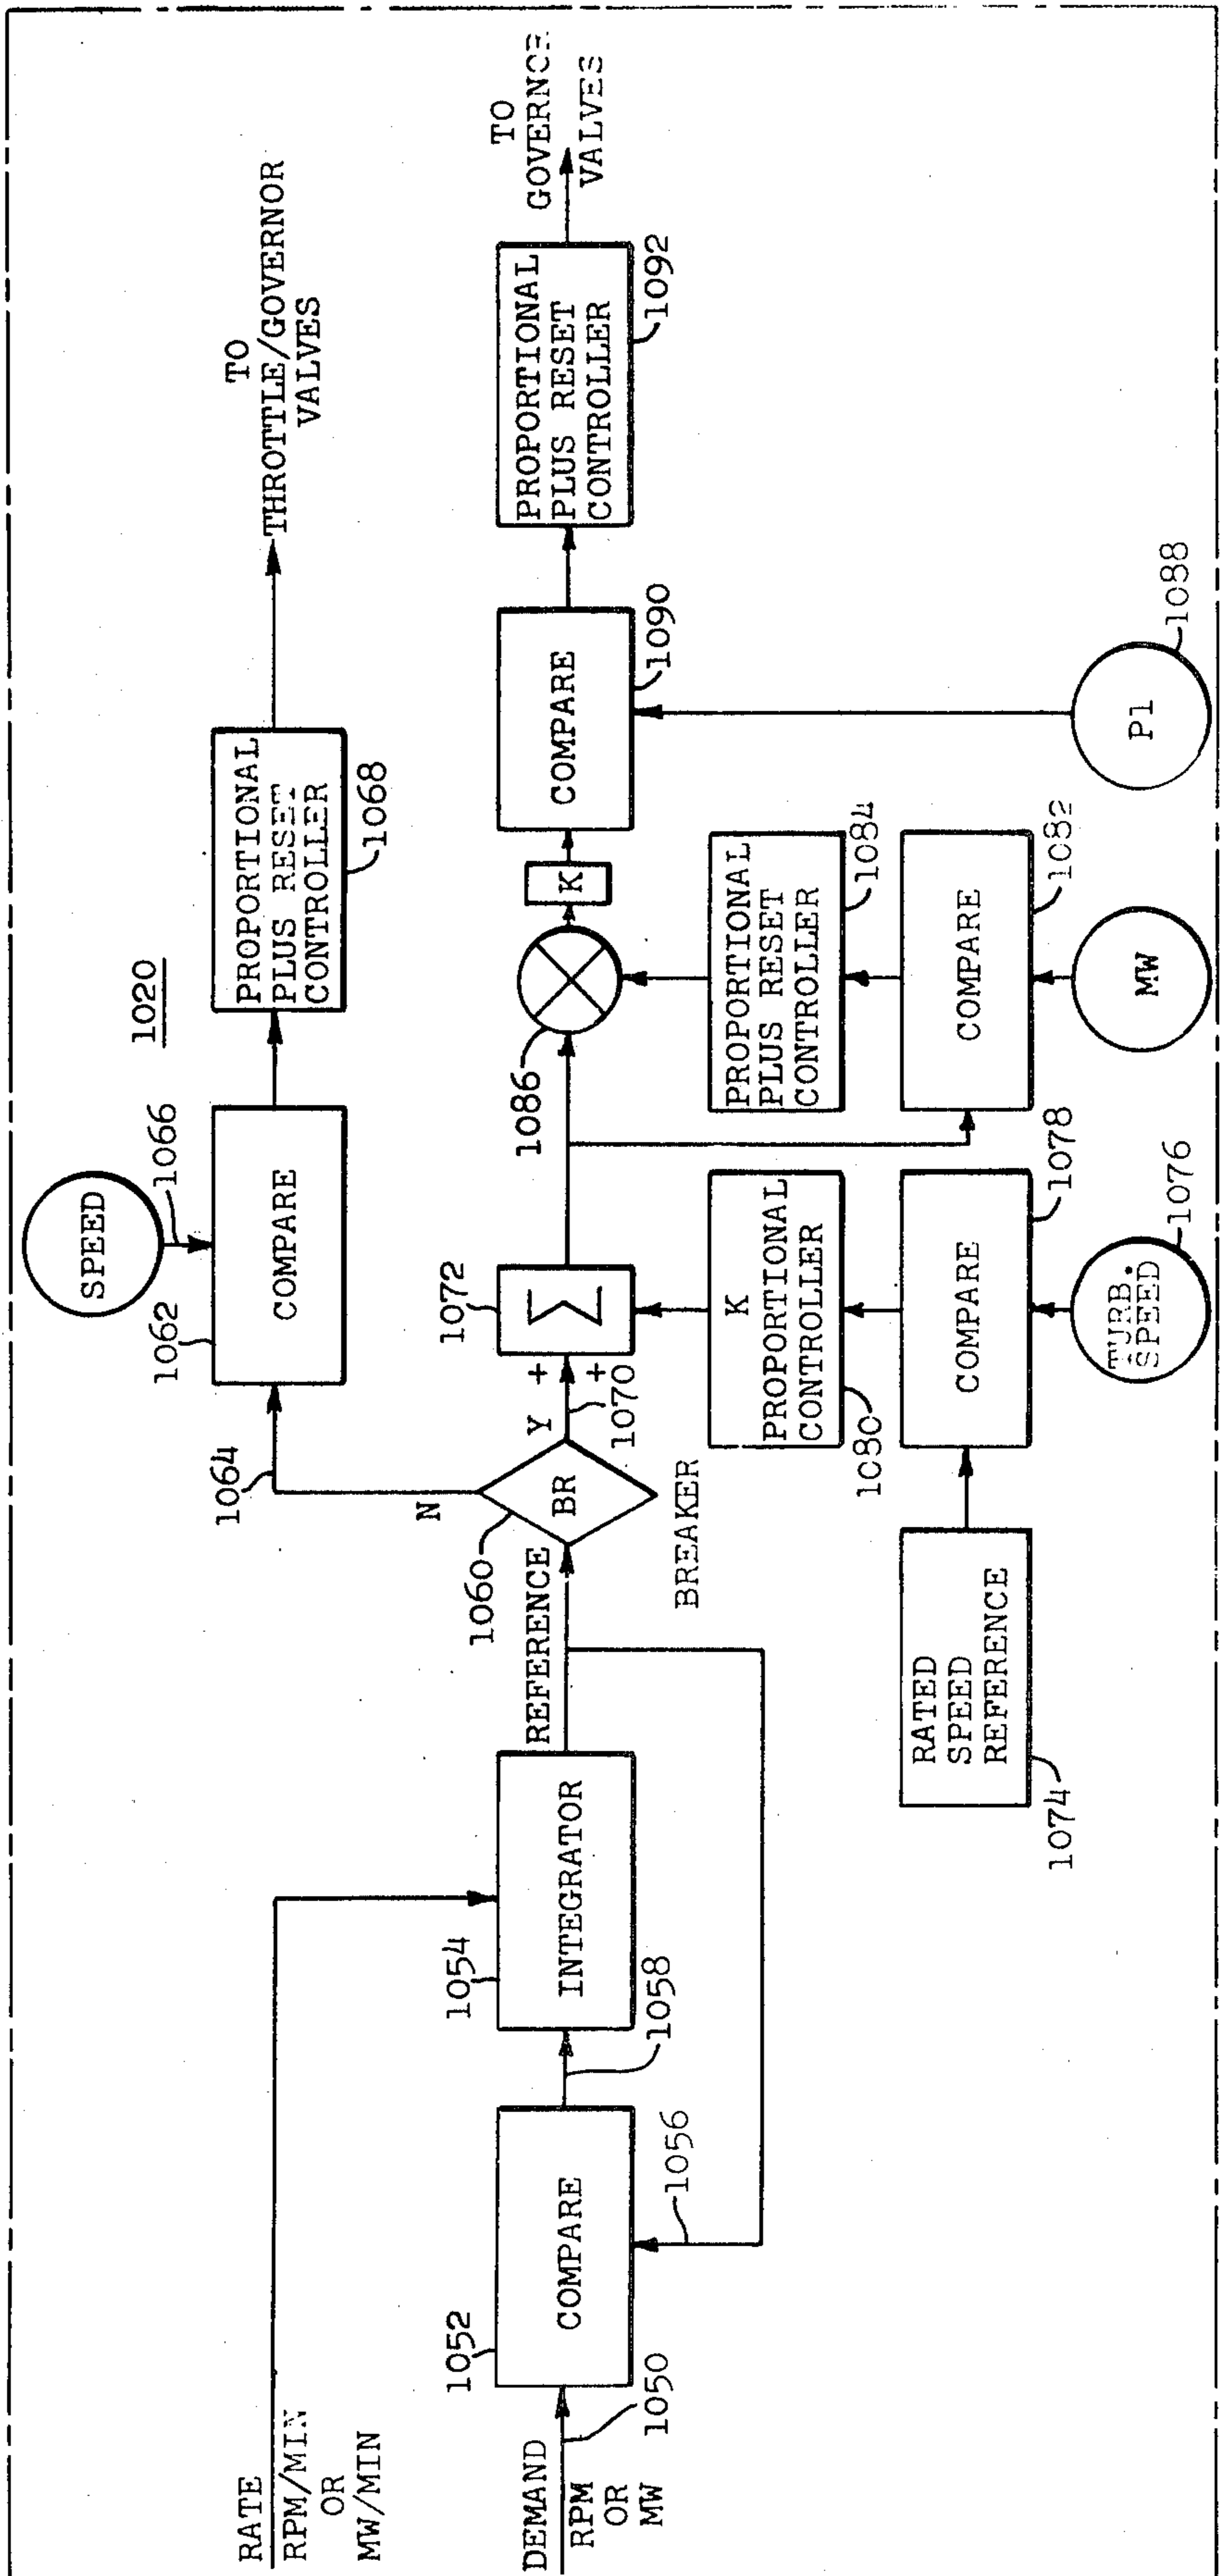 RATE
RPM/MIN
OR
MW/MIN
DEMAND
RPM
OR
MW
1050
1052
COMPARE
1056
1058
1054
INTEGRATOR
REFERENCE
1060
BR
BREAKER
N
Y
+
+
1064
1070
1062
SPEED
1066
COMPARE
1020
PROPORTIONAL
PLUS RESET
CONTROLLER
1068
TO
THROTTLE/GOVERNOR
VALVES
1072
Σ
1074
RATED
SPEED
REFERENCE
K
PROPORTIONAL
CONTROLLER
1080
COMPARE
1078
TURB.
SPEED
1076
1086
PROPORTIONAL
PLUS RESET
CONTROLLER
1084
COMPARE
1082
MW
K
COMPARE
1090
P1
1088
PROPORTIONAL
PLUS RESET
CONTROLLER
1092
TO
VALVES